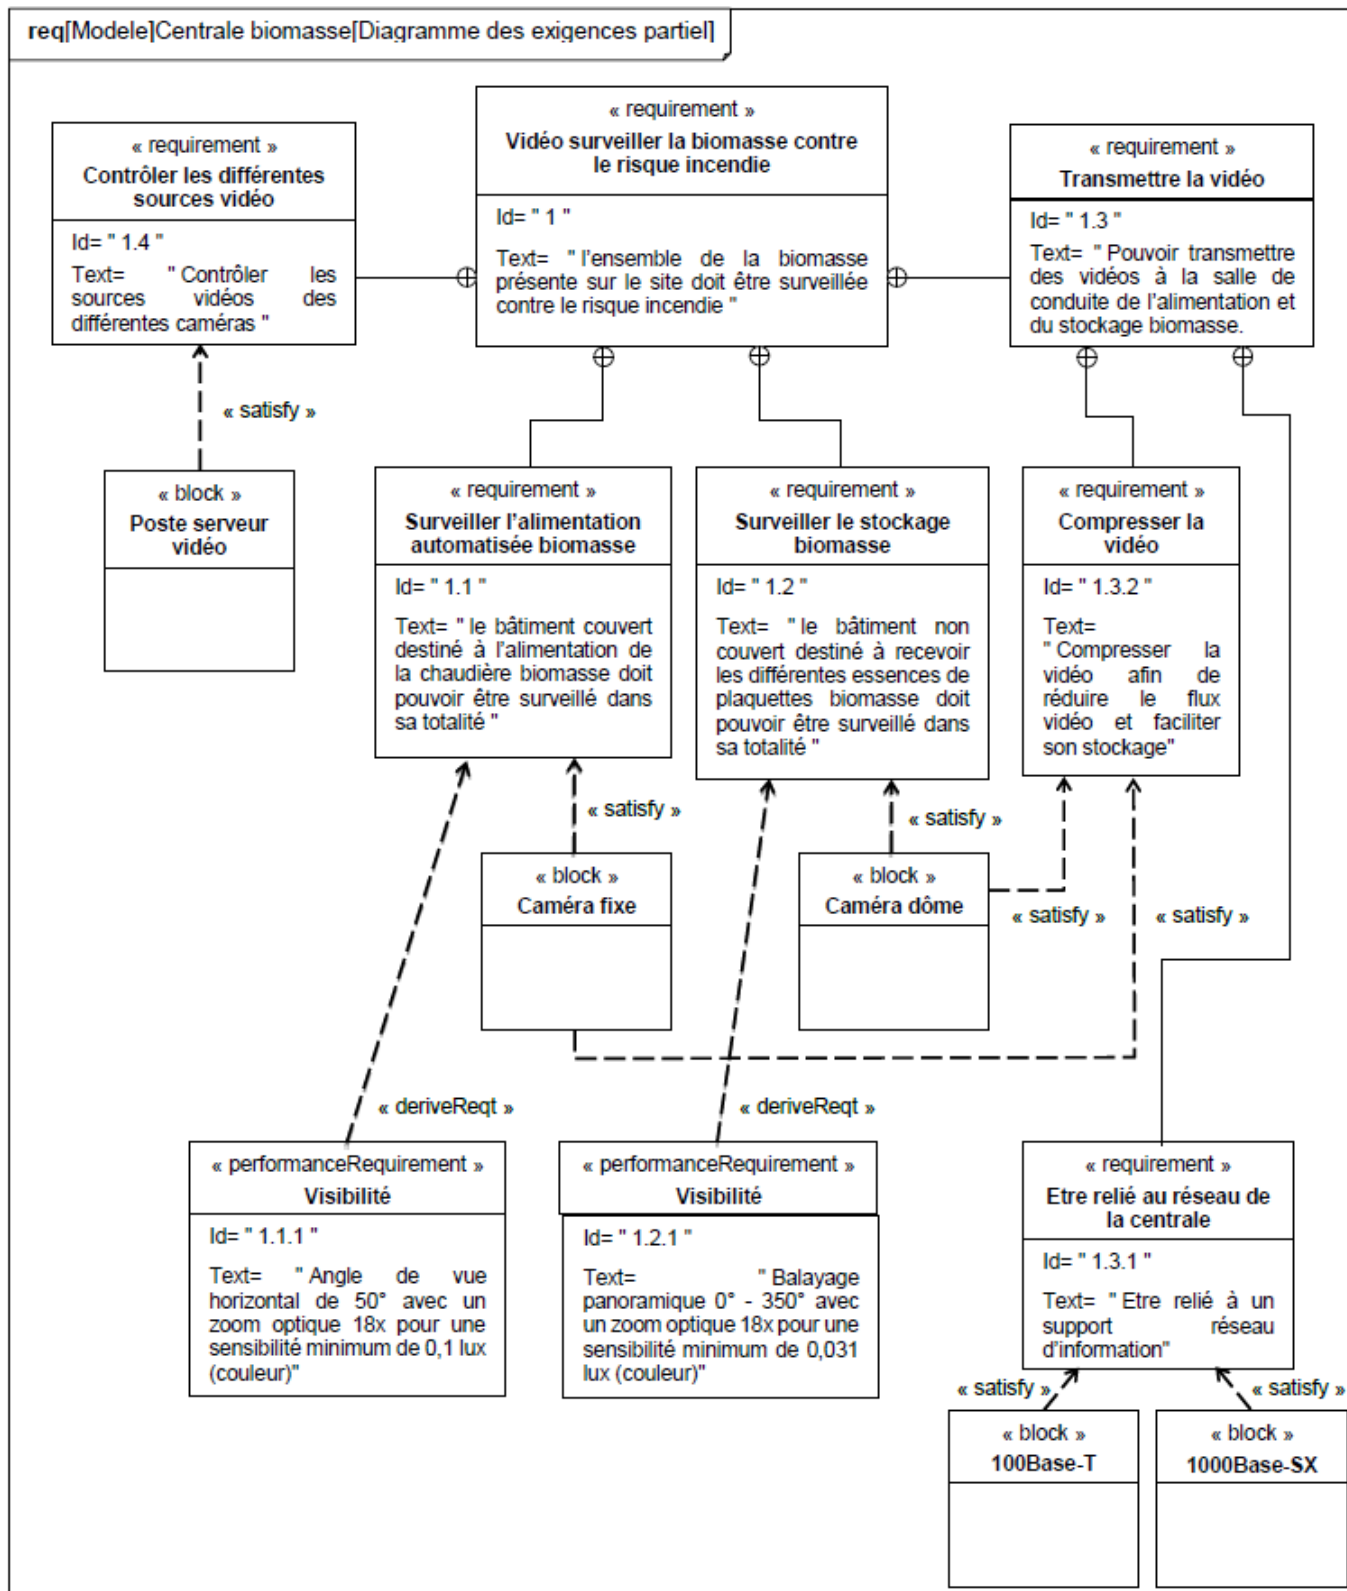 req[Modele]Centrale biomasse[Diagramme des exigences partiel]
« requirement »
Contrôler les différentes
sources vidéo
Id= " 1.4 "
Text= " Contrôler les
sources vidéos des
différentes caméras "
« requirement »
Vidéo surveiller la biomasse contre
le risque incendie
Id= " 1 "
Text= " l'ensemble de la biomasse
présente sur le site doit être surveillée
contre le risque incendie "
« requirement »
Transmettre la vidéo
Id= " 1.3 "
Text= " Pouvoir transmettre
des vidéos à la salle de
conduite de l'alimentation et
du stockage biomasse.
« satisfy »
« block »
Poste serveur
vidéo
« requirement »
Surveiller l'alimentation
automatisée biomasse
Id= " 1.1 "
Text= " le bâtiment couvert
destiné à l'alimentation de
la chaudière biomasse doit
pouvoir être surveillé dans
sa totalité "
« requirement »
Surveiller le stockage
biomasse
Id= " 1.2 "
Text= " le bâtiment non
couvert destiné à recevoir
les différentes essences de
plaquettes biomasse doit
pouvoir être surveillé dans
sa totalité "
« requirement »
Compresser la
vidéo
Id= " 1.3.2 "
Text=
" Compresser la
vidéo afin de
réduire le flux
vidéo et faciliter
son stockage"
« satisfy »
« satisfy »
« block »
Caméra fixe
« block »
Caméra dôme
« satisfy »
« satisfy »
« deriveReqt »
« deriveReqt »
« performanceRequirement »
Visibilité
Id= " 1.1.1 "
Text= " Angle de vue
horizontal de 50° avec un
zoom optique 18x pour une
sensibilité minimum de 0,1 lux
(couleur)"
« performanceRequirement »
Visibilité
Id= " 1.2.1 "
Text= " Balayage
panoramique 0° - 350° avec
un zoom optique 18x pour une
sensibilité minimum de 0,031
lux (couleur)"
« requirement »
Etre relié au réseau de
la centrale
Id= " 1.3.1 "
Text= " Etre relié à un
support réseau
d'information"
« satisfy »
« satisfy »
« block »
100Base-T
« block »
1000Base-SX